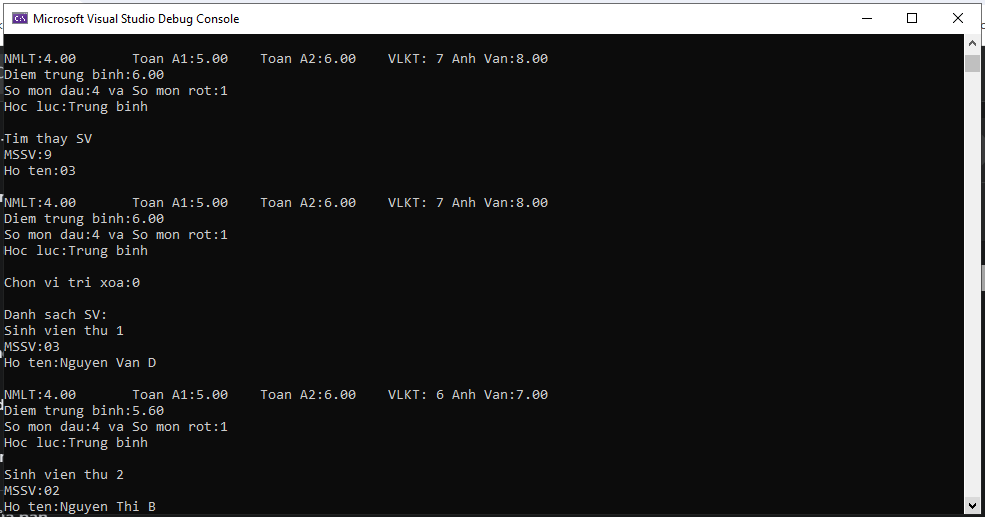 Microsoft Visual Studio Debug Console
NMLT:4.00 Toan A1:5.00 Toan A2:6.00 VLKT: 7 Anh Van:8.00
Diem trung binh:6.00
So mon dau:4 va So mon rot:1
Hoc luc:Trung binh
Tim thay SV
MSSV:9
Ho ten:03
NMLT:4.00 Toan A1:5.00 Toan A2:6.00 VLKT: 7 Anh Van:8.00
Diem trung binh:6.00
So mon dau:4 va So mon rot:1
Hoc luc:Trung binh
Chon vi tri xoa:0
Danh sach SV:
Sinh vien thu 1
MSSV:03
Ho ten:Nguyen Van D
NMLT:4.00 Toan A1:5.00 Toan A2:6.00 VLKT: 6 Anh Van:7.00
Diem trung binh:5.60
So mon dau:4 va So mon rot:1
Hoc luc:Trung binh
Sinh vien thu 2
MSSV:02
Ho ten:Nguyen Thi B